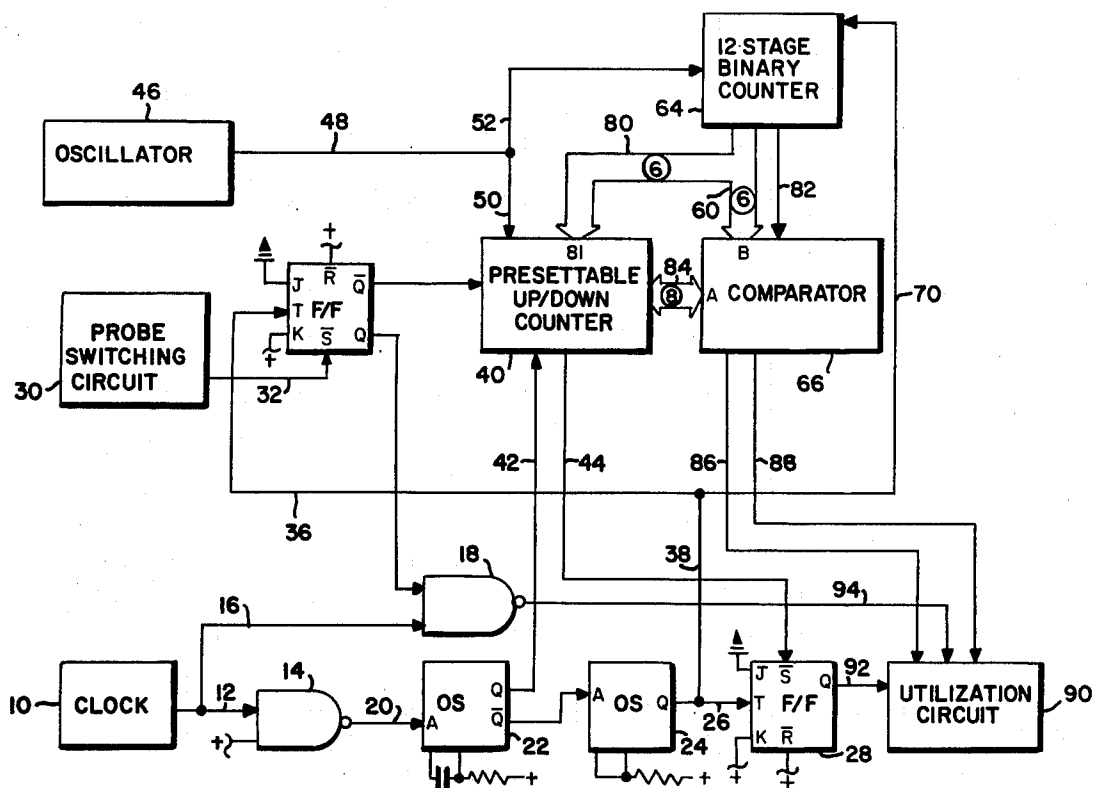 12-STAGE
BINARY
COUNTER
64
46
OSCILLATOR
48
52
80
6
60
6
82
50
+
J R̅ Q̅
T F/F
K S̅ Q
+
81
PRESETTABLE
UP/DOWN
COUNTER
84
8
B
A COMPARATOR
70
PROBE
SWITCHING
CIRCUIT
30
32
40
66
42
44
86
88
36
38
18
94
16
10
CLOCK
12
14
+
20
A OS Q
Q̅
22
+
A OS Q
24
+
26
J S̅ Q
T F/F
K R̅
28
+
+
92
UTILIZATION
CIRCUIT
90